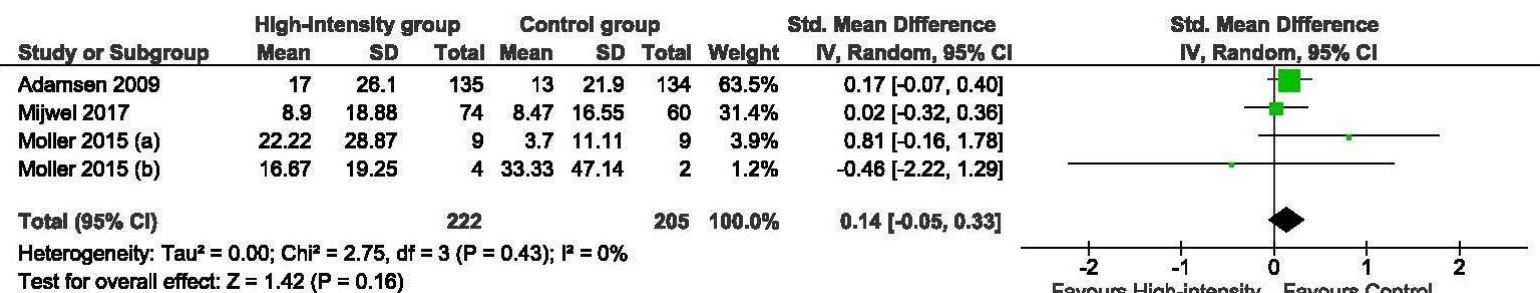 High-intensity group Control group Std. Mean Difference Std. Mean Difference
Study or Subgroup Mean SD Total Mean SD Total Weight IV, Random, 95% CI IV, Random, 95% CI
Adamsen 2009 17 26.1 135 13 21.9 134 63.5% 0.17 [-0.07, 0.40]
Mijwel 2017 8.9 18.88 74 8.47 16.55 60 31.4% 0.02 [-0.32, 0.36]
Moller 2015 (a) 22.22 28.87 9 3.7 11.11 9 3.9% 0.81 [-0.16, 1.78]
Moller 2015 (b) 16.67 19.25 4 33.33 47.14 2 1.2% -0.46 [-2.22, 1.29]
Total (95% CI) 222 205 100.0% 0.14 [-0.05, 0.33]
Heterogeneity: Tau² = 0.00; Chi² = 2.75, df = 3 (P = 0.43); I² = 0%
Test for overall effect: Z = 1.42 (P = 0.16)
-2 -1 0 1 2
Favours High-intensity Favours Control